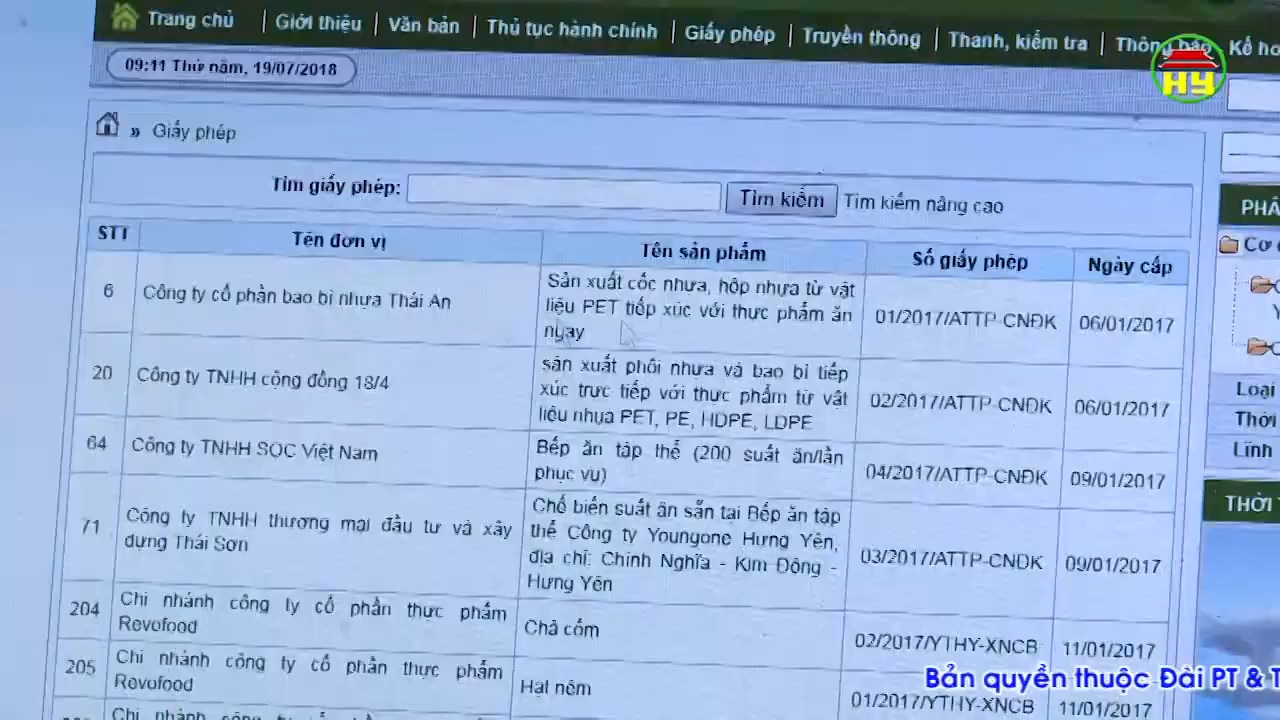 Trang chủ | Giới thiệu | Văn bản | Thủ tục hành chính | Giấy phép | Truyền thông | Thanh, kiểm tra | Thông báo Kế
HY
09:11 Thứ năm, 19/07/2018
» Giấy phép
Tìm giấy phép: Tìm kiếm Tìm kiếm nâng cao
STT Tên đơn vị Tên sản phẩm Số giấy phép Ngày cấp
6 Công ty cổ phần bao bì nhựa Thái An
Sản xuất cốc nhựa, hộp nhựa từ vật
liệu PET tiếp xúc với thực phẩm ăn
ngay
01/2017/ATTP-CNĐK 06/01/2017
20 Công ty TNHH cộng đồng 18/4
sản xuất phôi nhựa và bao bì tiếp
xúc trực tiếp với thực phẩm từ vật
liệu nhựa PET, PE, HDPE, LDPE
02/2017/ATTP-CNĐK 06/01/2017
64 Công ty TNHH SOC Việt Nam
Bếp ăn tập thể (200 suất ăn/lần
phục vụ)
04/2017/ATTP-CNĐK 09/01/2017
71 Công ty TNHH thương mại đầu tư và xây
dựng Thái Sơn
Chế biến suất ăn sẵn tại Bếp ăn tập
thể Công ty Youngone Hưng Yên,
địa chỉ: Chính Nghĩa - Kim Động -
Hưng Yên
03/2017/ATTP-CNĐK 09/01/2017
204 Chi nhánh công ty cổ phần thực phẩm
Revofood
Chả cốm
02/2017/YTHY-XNCB 11/01/2017
205 Chi nhánh công ty cổ phần thực phẩm
Revofood
Hạt nêm
01/2017/YTHY-XNCB 11/01/2017
Cơ
Loại
Thời
Lĩnh
THỜI
Bản quyền thuộc Đài PT &